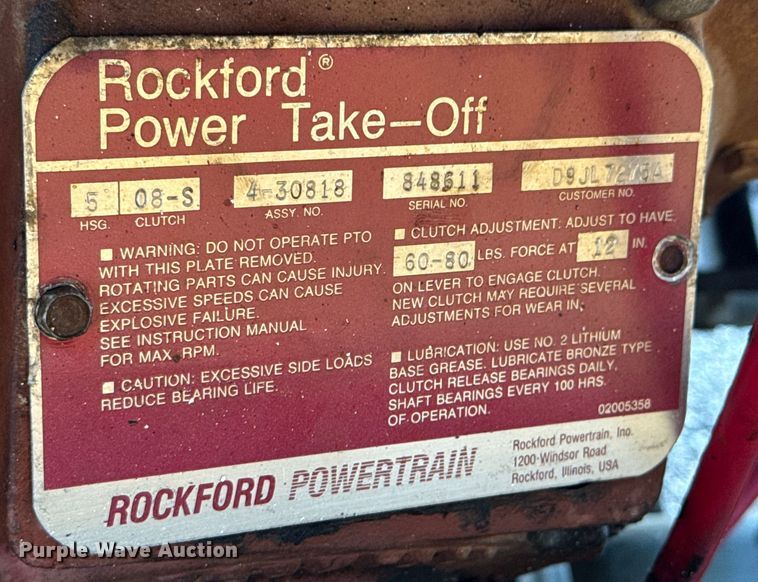 Rockford®
Power Take-Off
5 08-S 4-30818 848611
HSG. CLUTCH ASSY. NO. SERIAL NO. CUSTOMER NO.
■ WARNING: DO NOT OPERATE PTO
WITH THIS PLATE REMOVED.
ROTATING PARTS CAN CAUSE INJURY.
EXCESSIVE SPEEDS CAN CAUSE
EXPLOSIVE FAILURE.
SEE INSTRUCTION MANUAL
FOR MAX. RPM.
■ CAUTION: EXCESSIVE SIDE LOADS
REDUCE BEARING LIFE.
■ CLUTCH ADJUSTMENT: ADJUST TO HAVE
60-80 LBS. FORCE AT 12 IN.
ON LEVER TO ENGAGE CLUTCH.
NEW CLUTCH MAY REQUIRE SEVERAL
ADJUSTMENTS FOR WEAR IN.
■ LUBRICATION: USE NO. 2 LITHIUM
BASE GREASE. LUBRICATE BRONZE TYPE
CLUTCH RELEASE BEARINGS DAILY,
SHAFT BEARINGS EVERY 100 HRS.
OF OPERATION.
02005358
ROCKFORD POWERTRAIN
Rockford Powertrain, Inc.
1200-Windsor Road
Rockford, Illinois, USA
Purple Wave Auction